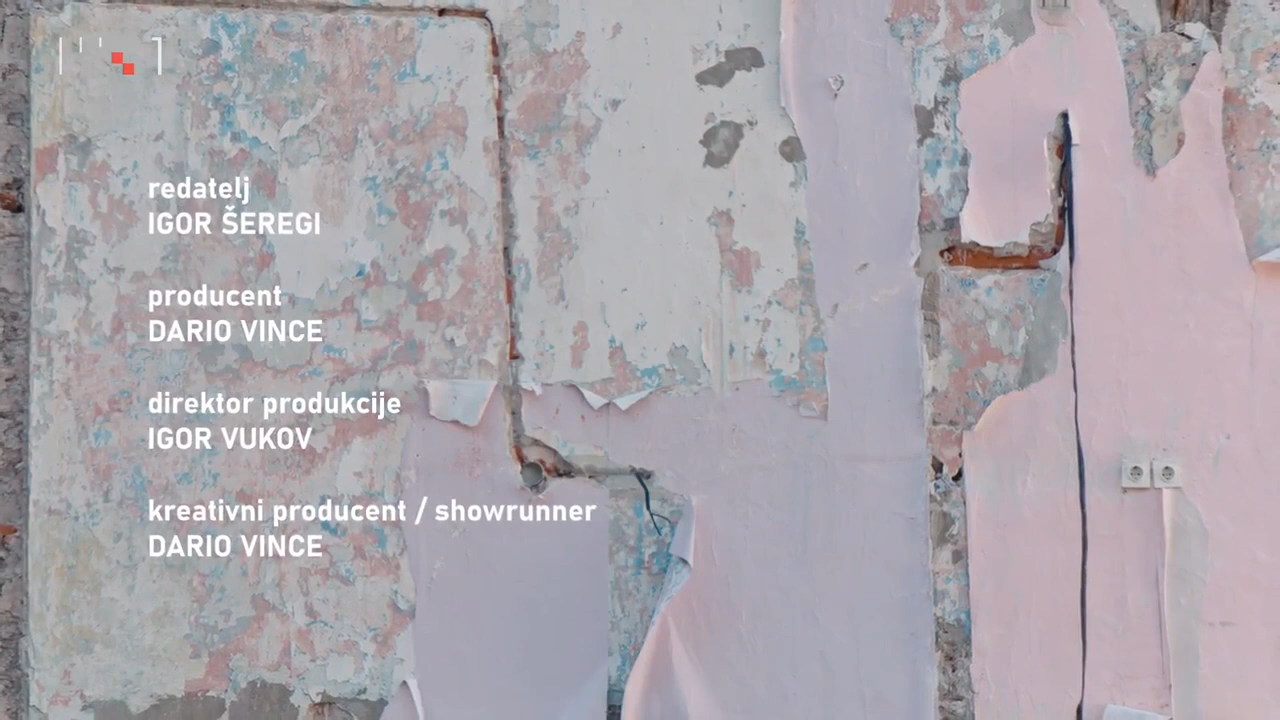 redatelj
IGOR ŠEREGI
producent
DARIO VINCE
direktor produkcije
IGOR VUKOV
kreativni producent / showrunner
DARIO VINCE